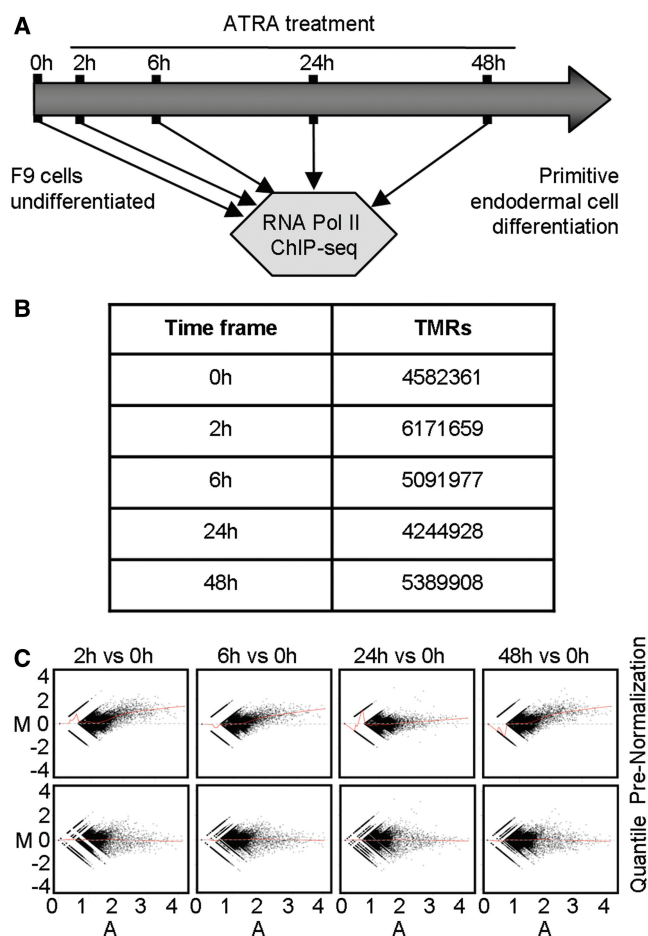 A
ATRA treatment
0h 2h 6h 24h 48h
F9 cells
undifferentiated
Primitive
endodermal cell
differentiation
RNA Pol II
ChIP-seq
B
Time frame TMRs
0h 4582361
2h 6171659
6h 5091977
24h 4244928
48h 5389908
C
2h vs 0h 6h vs 0h 24h vs 0h 48h vs 0h
4
2
M 0
-2
-4
Pre-Normalization
4
2
M 0
-2
-4
Quantile
0 1 2 3 4 0 1 2 3 4 0 1 2 3 4 0 1 2 3 4
A A A A